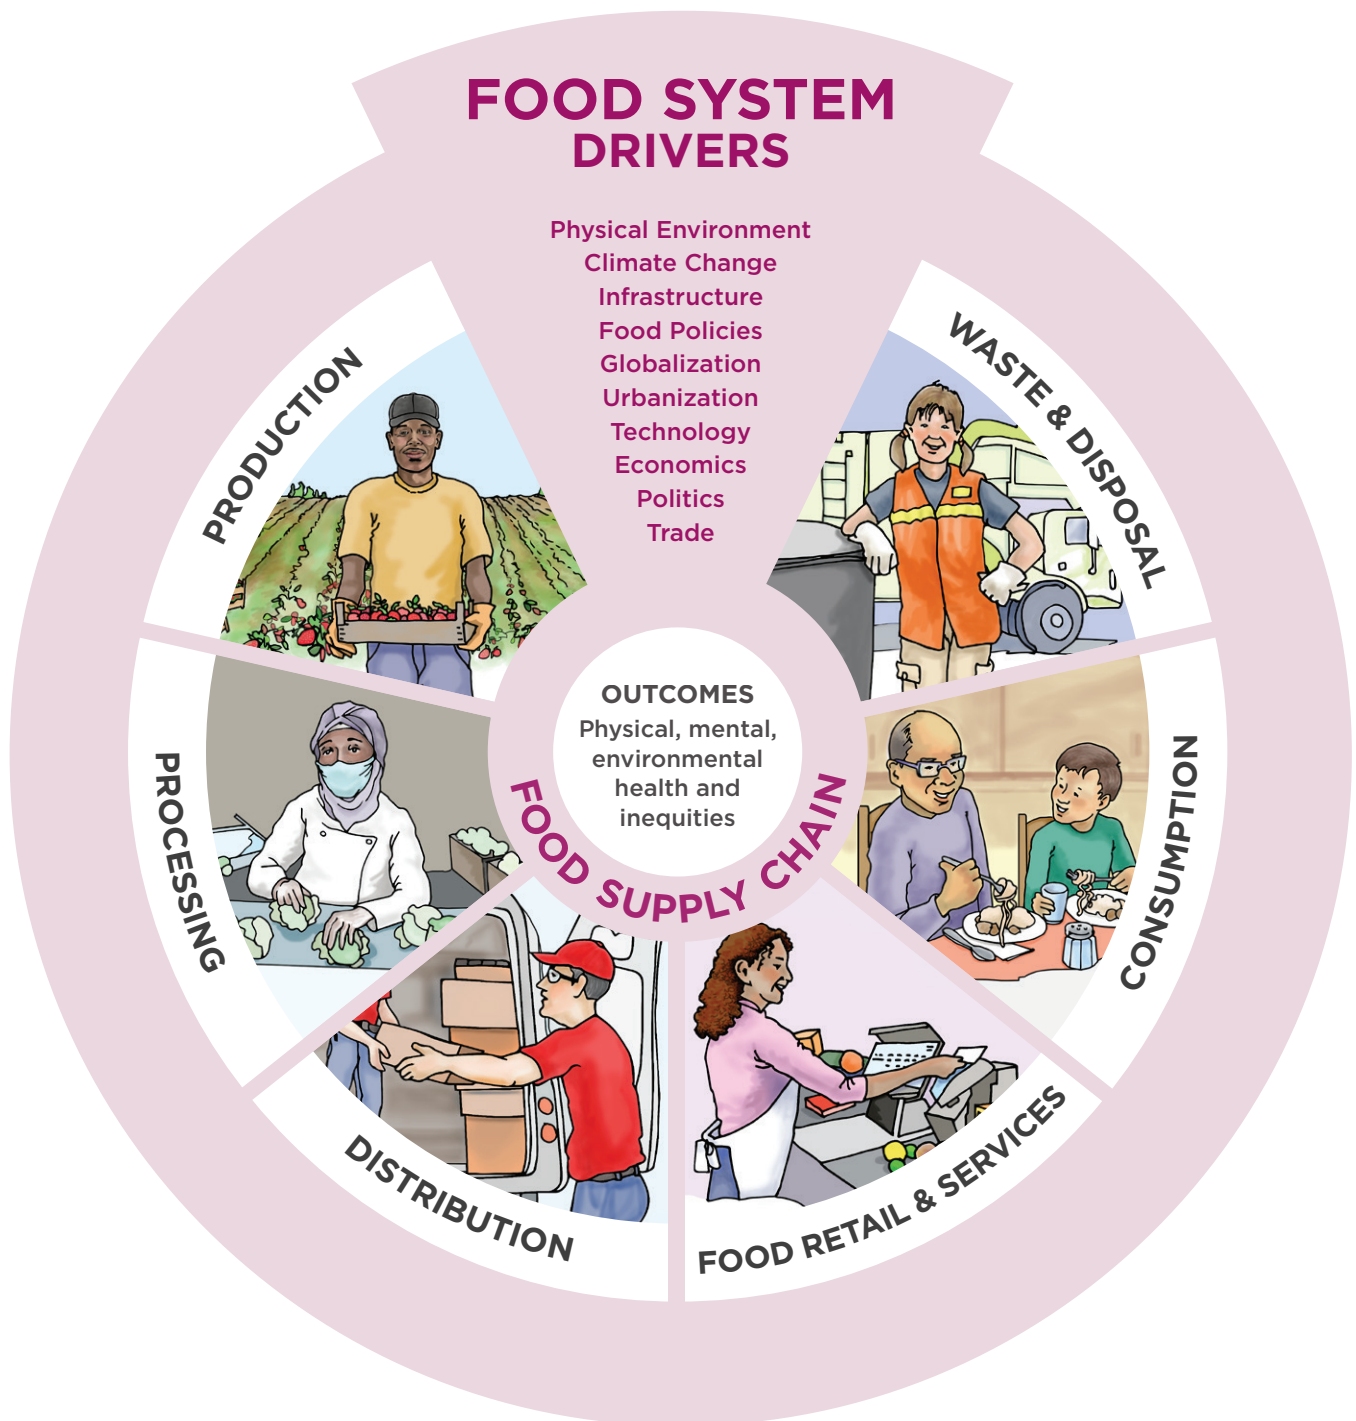 FOOD SYSTEM
DRIVERS
Physical Environment
Climate Change
Infrastructure
Food Policies
Globalization
Urbanization
Technology
Economics
Politics
Trade
PRODUCTION
PROCESSING
DISTRIBUTION
FOOD RETAIL & SERVICES
CONSUMPTION
WASTE & DISPOSAL
OUTCOMES
Physical, mental,
environmental
health and
inequities
FOOD SUPPLY CHAIN